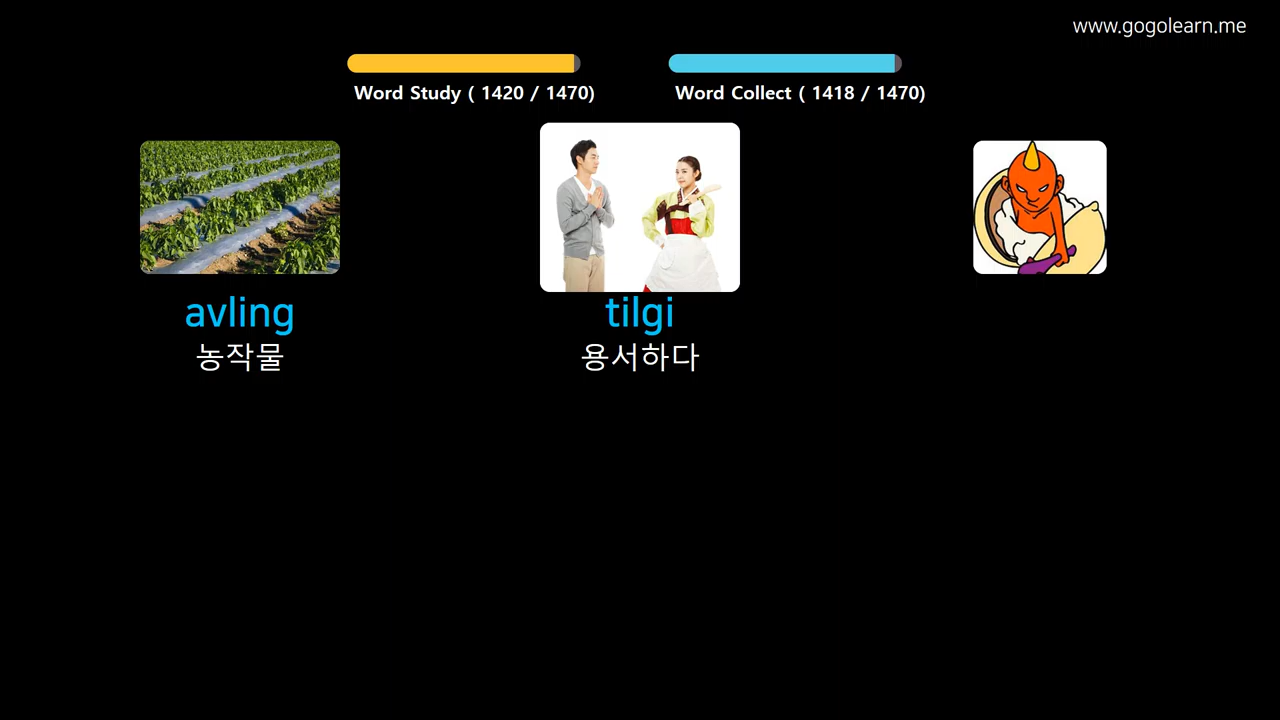 www.gogolearn.me
Word Study ( 1420 / 1470)
Word Collect ( 1418 / 1470)
avling
농작물
tilgi
용서하다